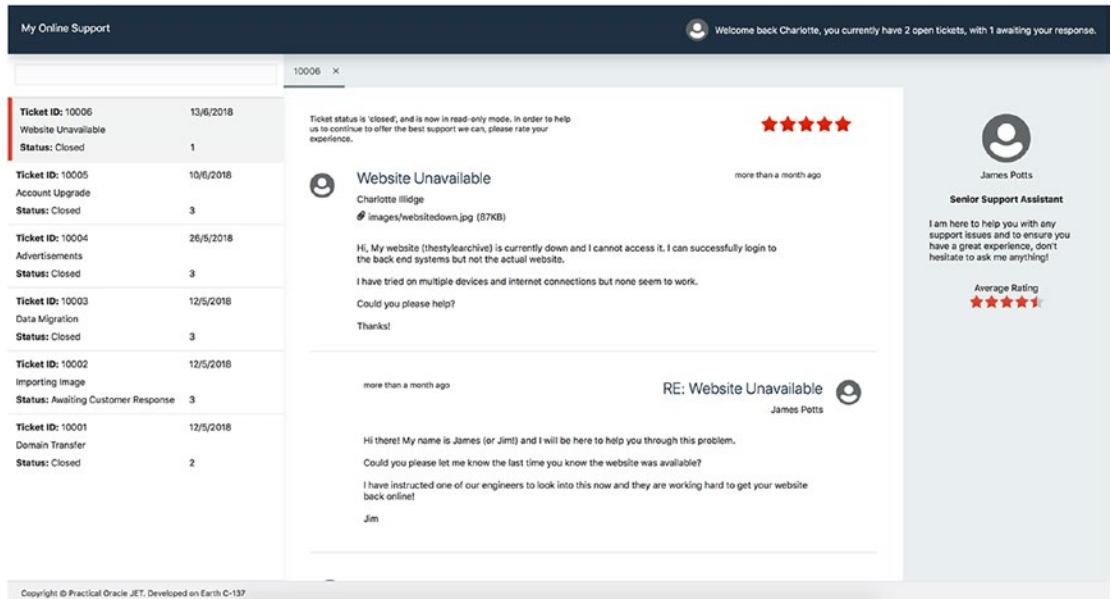 My Online Support
Welcome back Charlotte, you currently have 2 open tickets, with 1 awaiting your response.
10006 ×
Ticket ID: 10006 13/6/2018
Website Unavailable
Status: Closed 1
Ticket ID: 10005 10/6/2018
Account Upgrade
Status: Closed 3
Ticket ID: 10004 26/5/2018
Advertisements
Status: Closed 3
Ticket ID: 10003 12/5/2018
Data Migration
Status: Closed 3
Ticket ID: 10002 12/5/2018
Importing Image
Status: Awaiting Customer Response 3
Ticket ID: 10001 12/5/2018
Domain Transfer
Status: Closed 2
Ticket status is 'closed', and is now in read-only mode. In order to help
us to continue to offer the best support we can, please rate your
experience.
Website Unavailable more than a month ago
Charlotte Illidge
images/websitedown.jpg (87KB)
Hi, My website (thestylearchive) is currently down and I cannot access it. I can successfully login to
the back end systems but not the actual website.
I have tried on multiple devices and internet connections but none seem to work.
Could you please help?
Thanks!
more than a month ago RE: Website Unavailable
James Potts
Hi there! My name is James (or Jim!) and I will be here to help you through this problem.
Could you please let me know the last time you know the website was available?
I have instructed one of our engineers to look into this now and they are working hard to get your website
back online!
Jim
James Potts
Senior Support Assistant
I am here to help you with any
support issues and to ensure you
have a great experience, don't
hesitate to ask me anything!
Average Rating
Copyright © Practical Oracle JET. Developed on Earth C-137